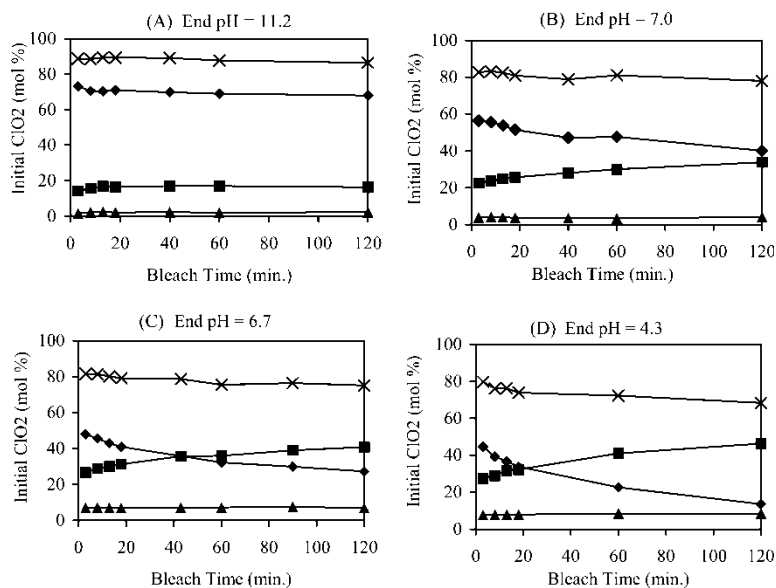 (A) End pH = 11.2
Initial ClO2 (mol %)
100
80
60
40
20
0
0 20 40 60 80 100 120
Bleach Time (min.)
(B) End pH – 7.0
Initial ClO2 (mol %)
100
80
60
40
20
0
0 20 40 60 80 100 120
Bleach Time (min.)
(C) End pH = 6.7
Initial ClO2 (mol %)
100
80
60
40
20
0
0 20 40 60 80 100 120
Bleach Time (min.)
(D) End pH = 4.3
Initial ClO2 (mol %)
100
80
60
40
20
0
0 20 40 60 80 100 120
Bleach Time (min.)